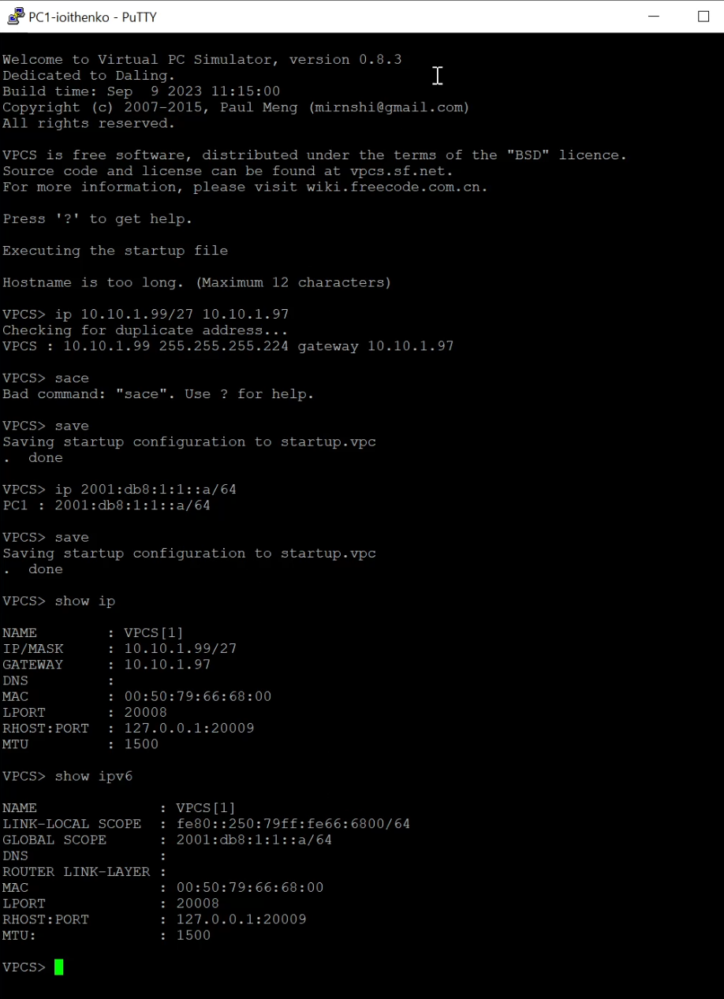 PC1-ioithenko - PuTTY
Welcome to Virtual PC Simulator, version 0.8.3
Dedicated to Daling.
Build time: Sep  9 2023 11:15:00
Copyright (c) 2007-2015, Paul Meng (mirnshi@gmail.com)
All rights reserved.
VPCS is free software, distributed under the terms of the "BSD" licence.
Source code and license can be found at vpcs.sf.net.
For more information, please visit wiki.freecode.com.cn.
Press '?' to get help.
Executing the startup file
Hostname is too long. (Maximum 12 characters)
VPCS> ip 10.10.1.99/27 10.10.1.97
Checking for duplicate address...
VPCS : 10.10.1.99 255.255.255.224 gateway 10.10.1.97
VPCS> sace
Bad command: "sace". Use ? for help.
VPCS> save
Saving startup configuration to startup.vpc
.  done
VPCS> ip 2001:db8:1:1::a/64
PC1 : 2001:db8:1:1::a/64
VPCS> save
Saving startup configuration to startup.vpc
.  done
VPCS> show ip
NAME        : VPCS[1]
IP/MASK     : 10.10.1.99/27
GATEWAY     : 10.10.1.97
DNS         :
MAC         : 00:50:79:66:68:00
LPORT       : 20008
RHOST:PORT  : 127.0.0.1:20009
MTU         : 1500
VPCS> show ipv6
NAME              : VPCS[1]
LINK-LOCAL SCOPE  : fe80::250:79ff:fe66:6800/64
GLOBAL SCOPE      : 2001:db8:1:1::a/64
DNS               :
ROUTER LINK-LAYER :
MAC               : 00:50:79:66:68:00
LPORT             : 20008
RHOST:PORT        : 127.0.0.1:20009
MTU:              : 1500
VPCS>